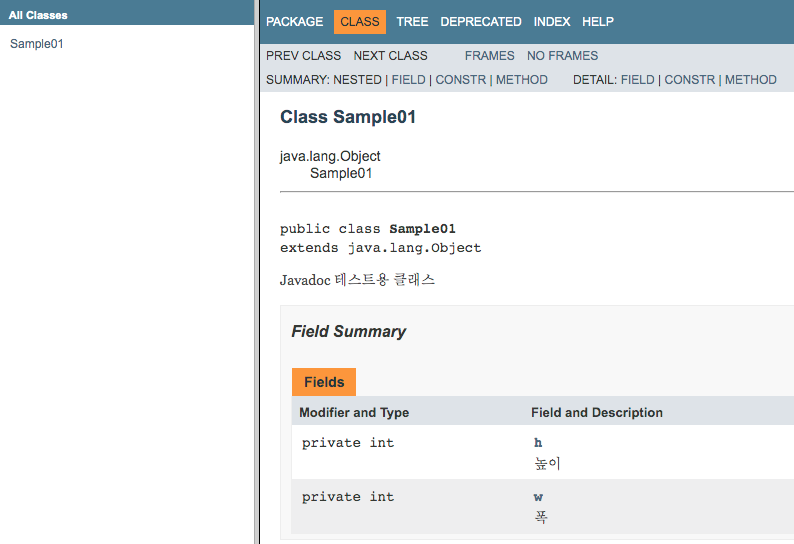 All Classes
Sample01
PACKAGE CLASS TREE DEPRECATED INDEX HELP
PREV CLASS NEXT CLASS FRAMES NO FRAMES
SUMMARY: NESTED | FIELD | CONSTR | METHOD DETAIL: FIELD | CONSTR | METHOD
Class Sample01
java.lang.Object
Sample01
public class Sample01
extends java.lang.Object
Javadoc 테스트용 클래스
Field Summary
Fields
Modifier and Type Field and Description
private int h
높이
private int w
폭